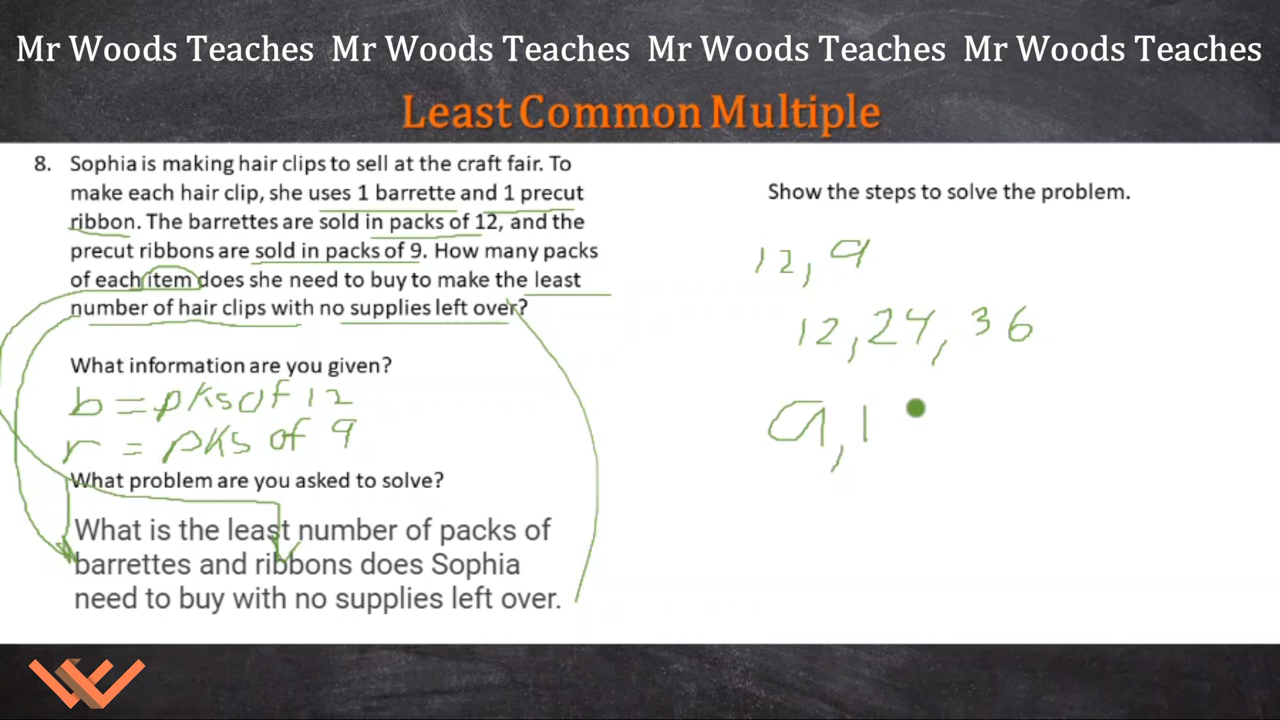 Mr Woods Teaches Mr Woods Teaches Mr Woods Teaches Mr Woods Teaches
Least Common Multiple
8. Sophia is making hair clips to sell at the craft fair. To
make each hair clip, she uses 1 barrette and 1 precut
ribbon. The barrettes are sold in packs of 12, and the
precut ribbons are sold in packs of 9. How many packs
of each item does she need to buy to make the least
number of hair clips with no supplies left over?
What information are you given?
b = pks of 12
r = pks of 9
What problem are you asked to solve?
What is the least number of packs of
barrettes and ribbons does Sophia
need to buy with no supplies left over.
Show the steps to solve the problem.
12, 9
12, 24, 36
9, 1